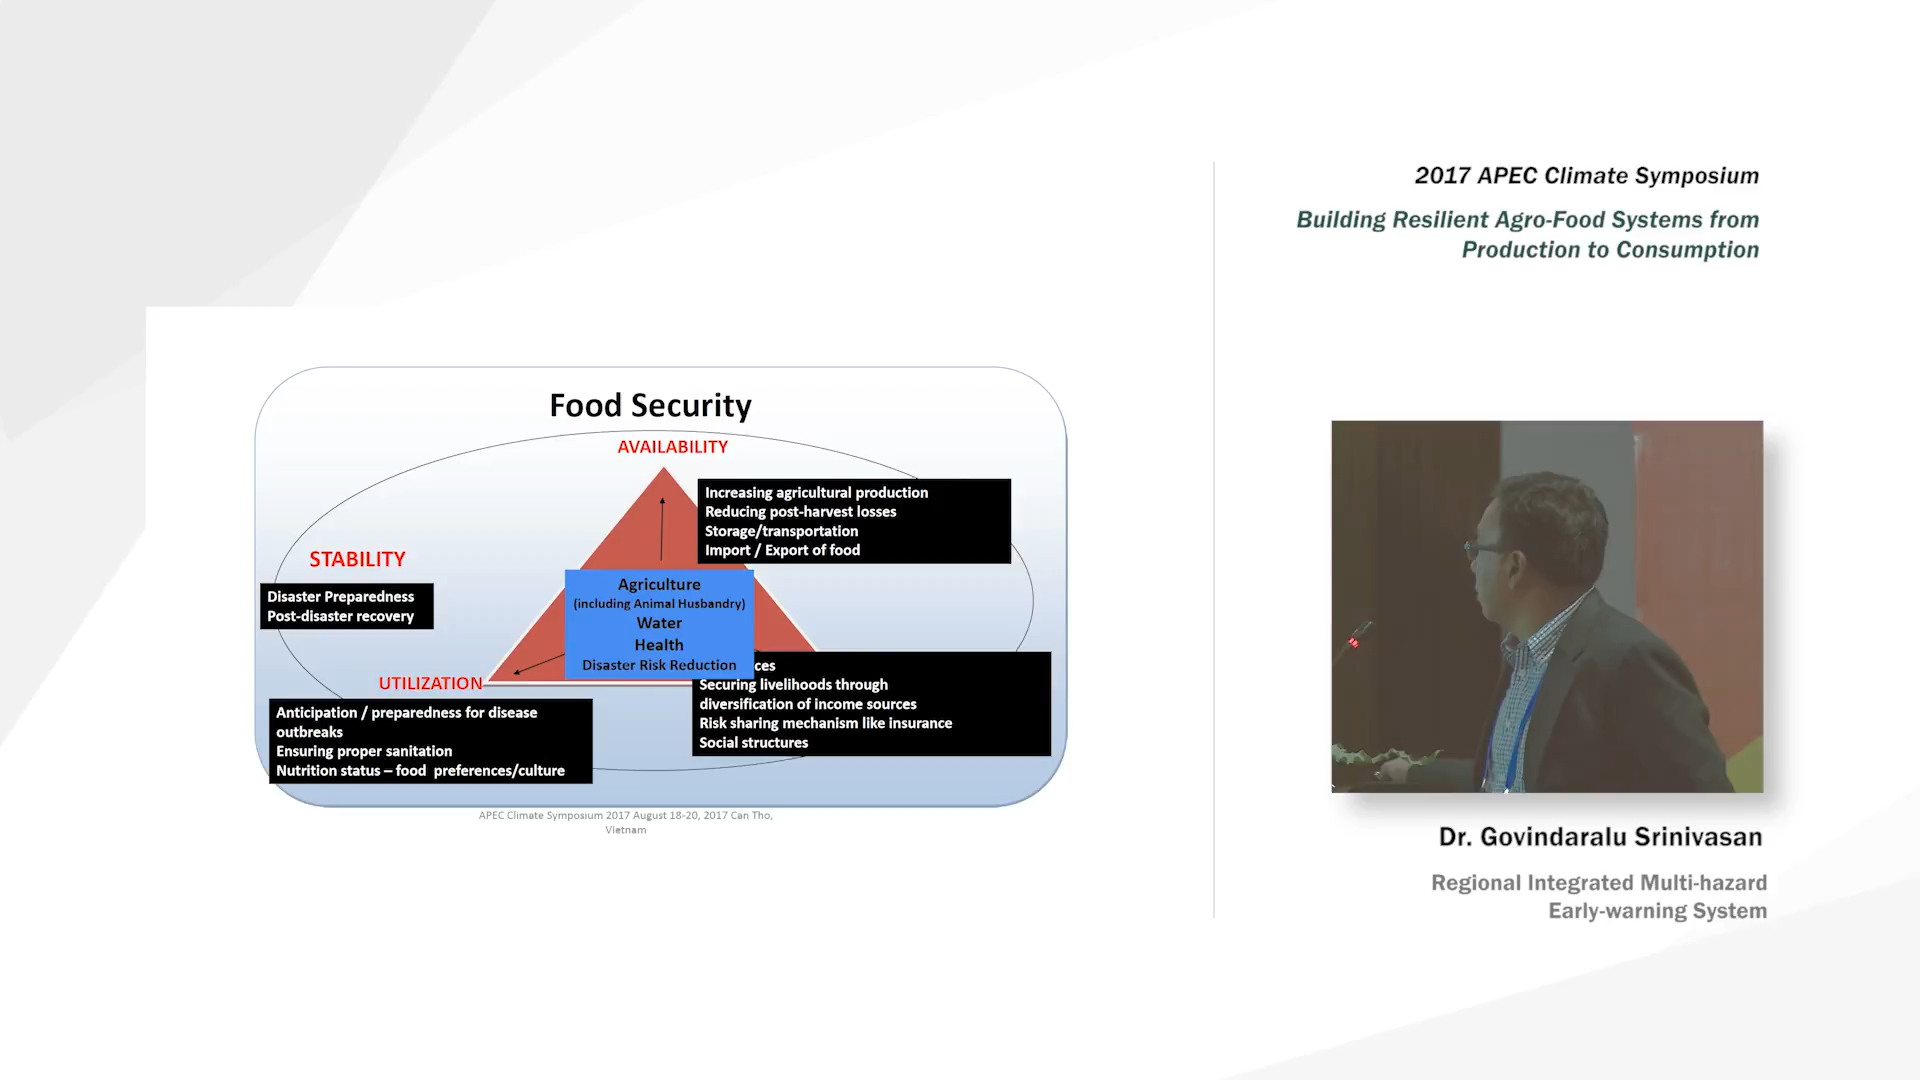 2017 APEC Climate Symposium
Building Resilient Agro-Food Systems from
Production to Consumption
Food Security
AVAILABILITY
Increasing agricultural production
Reducing post-harvest losses
Storage/transportation
Import / Export of food
STABILITY
Disaster Preparedness
Post-disaster recovery
Agriculture
(including Animal Husbandry)
Water
Health
Disaster Risk Reduction
UTILIZATION
Anticipation / preparedness for disease
outbreaks
Ensuring proper sanitation
Nutrition status – food preferences/culture
Securing livelihoods through
diversification of income sources
Risk sharing mechanism like insurance
Social structures
APEC Climate Symposium 2017 August 18-20, 2017 Can Tho,
Vietnam
Dr. Govindaralu Srinivasan
Regional Integrated Multi-hazard
Early-warning System